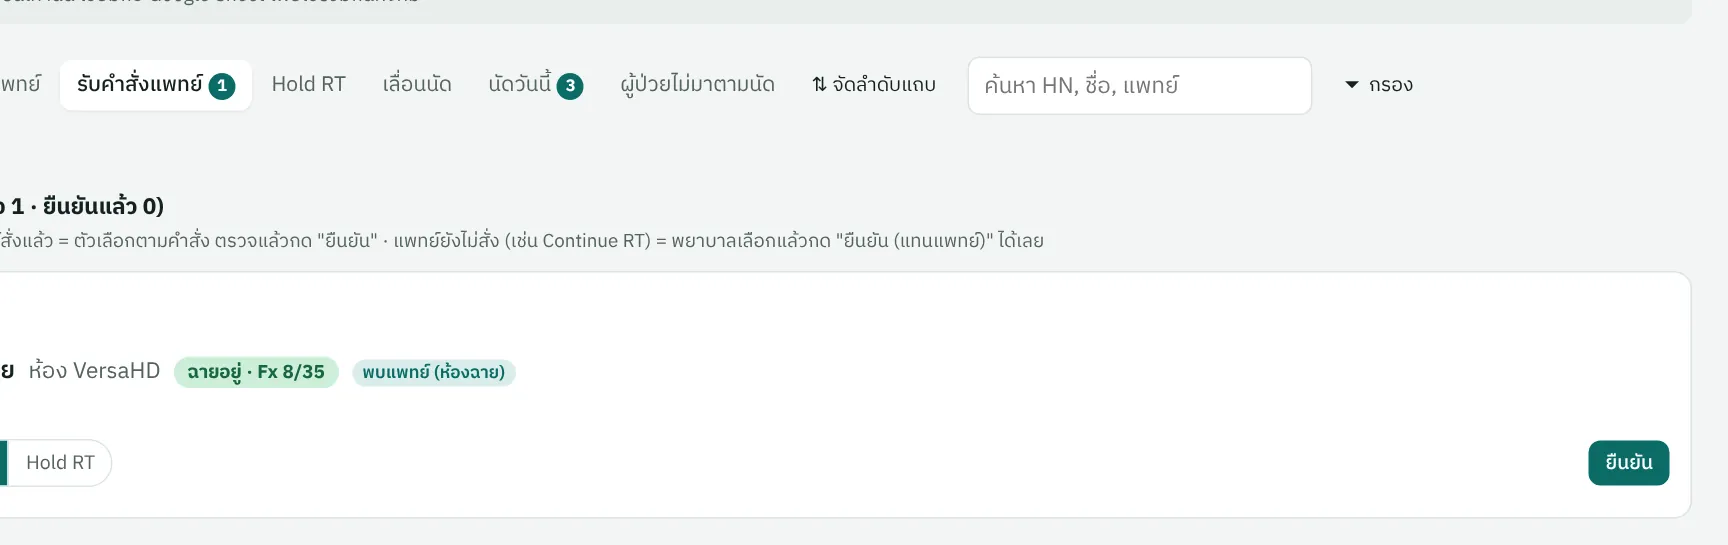 พทย์ รับคำสั่งแพทย์ 1 Hold RT เลื่อนนัด นัดวันนี้ 3 ผู้ป่วยไม่มาตามนัด ⇅ จัดลำดับแถบ ค้นหา HN, ชื่อ, แพทย์ ▾ กรอง
1 · ยืนยันแล้ว 0)
สั่งแล้ว = ตัวเลือกตามคำสั่ง ตรวจแล้วกด "ยืนยัน" · แพทย์ยังไม่สั่ง (เช่น Continue RT) = พยาบาลเลือกแล้วกด "ยืนยัน (แทนแพทย์)" ได้เลย
ย ห้อง VersaHD ฉายอยู่ · Fx 8/35 พบแพทย์ (ห้องฉาย)
Hold RT ยืนยัน